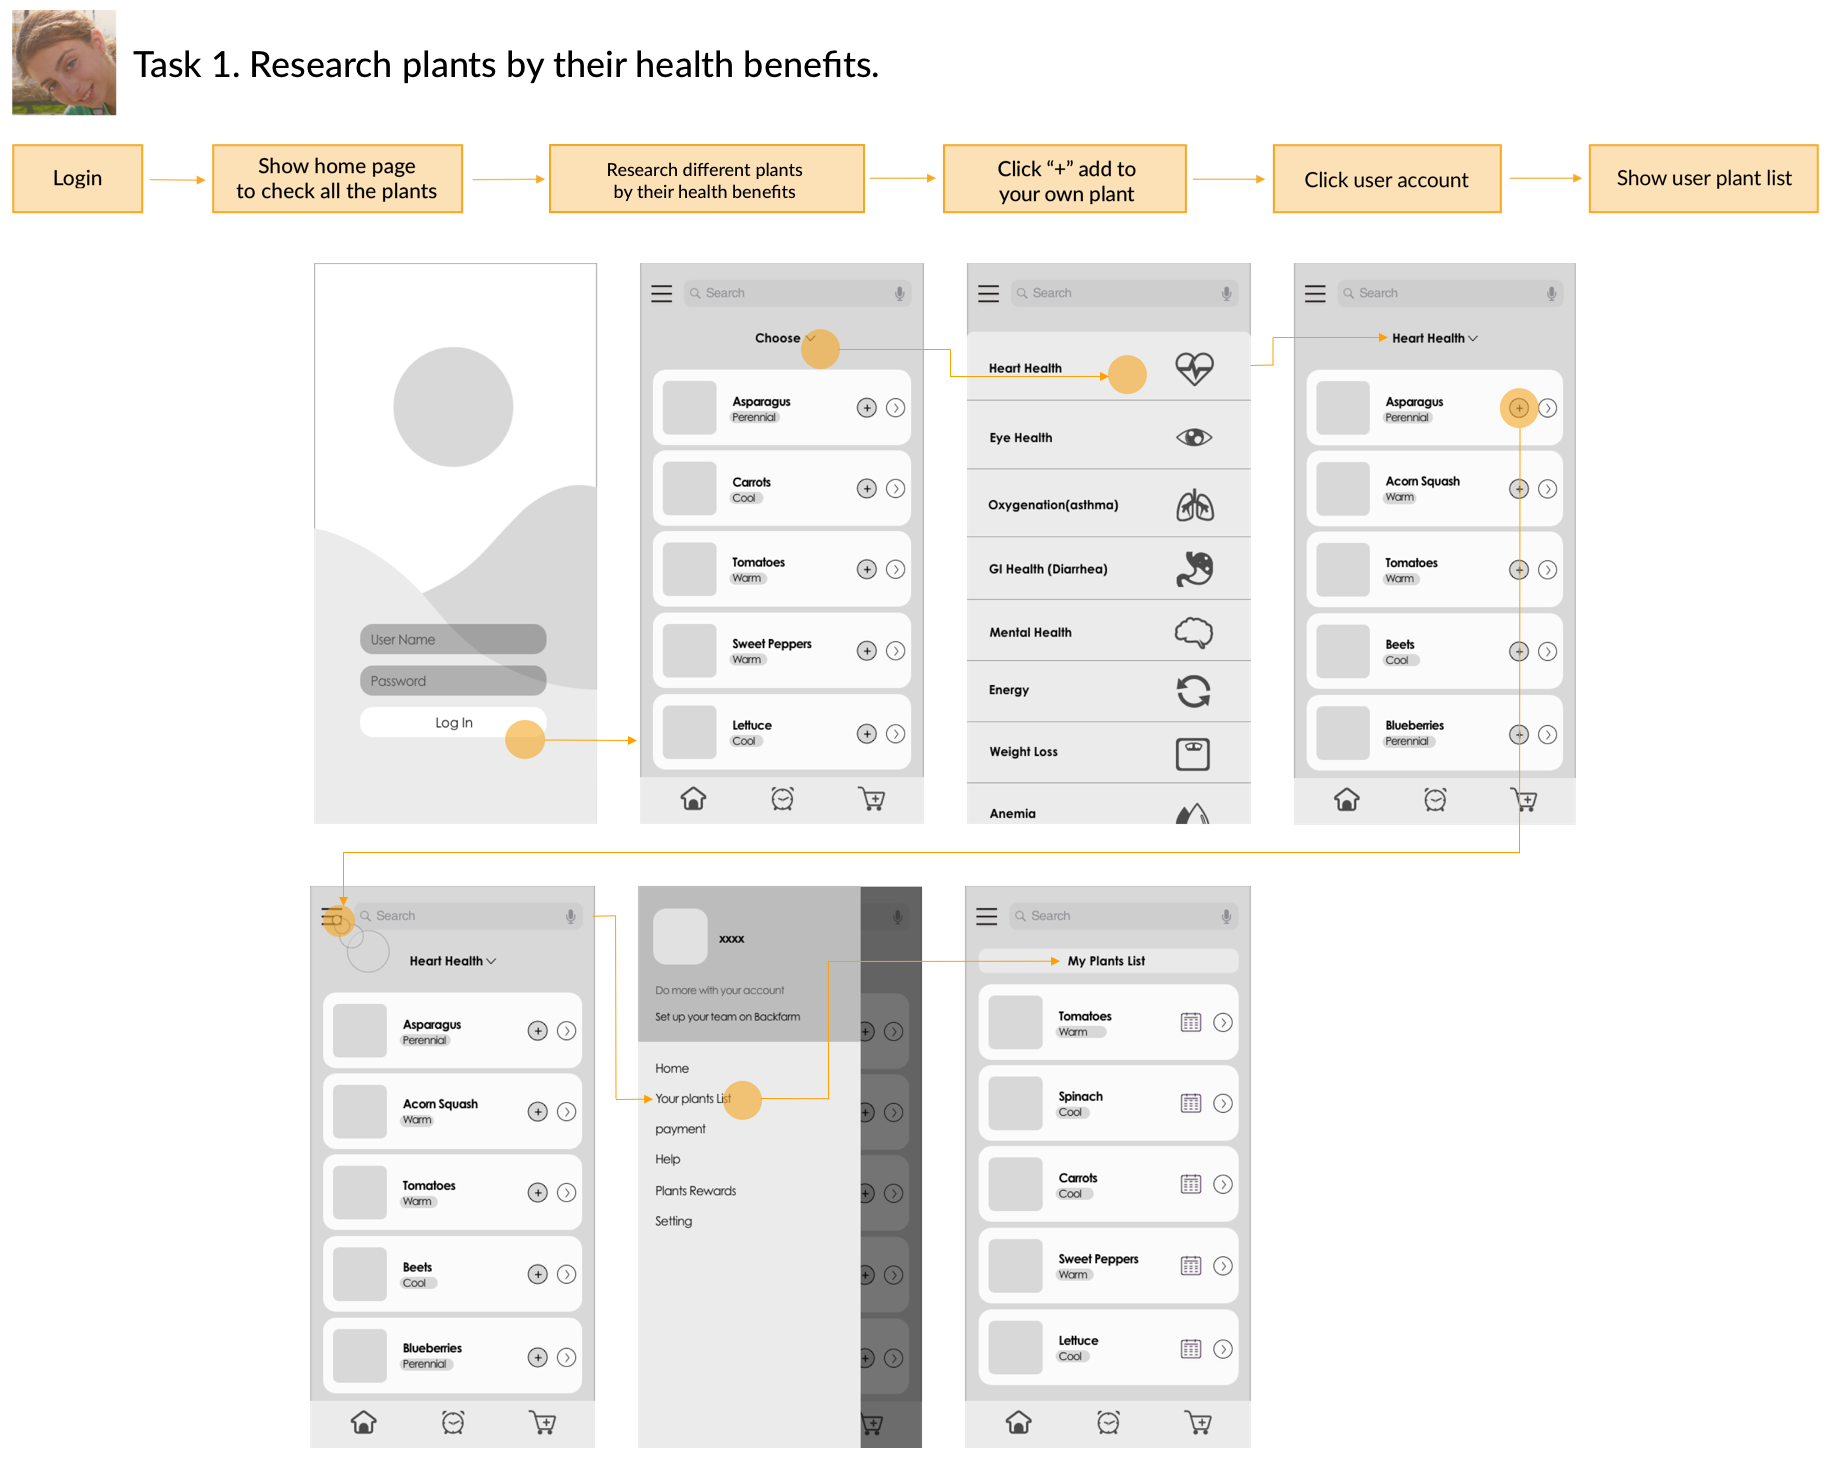 Task 1. Research plants by their health benefits.
Login
Show home page
to check all the plants
Research different plants
by their health benefits
Click “+” add to
your own plant
Click user account
Show user plant list
User Name
Password
Log In
Search
Choose
Asparagus
Perennial
Carrots
Cool
Tomatoes
Warm
Sweet Peppers
Warm
Lettuce
Cool
Search
Heart Health
Eye Health
Oxygenation(asthma)
GI Health (Diarrhea)
Mental Health
Energy
Weight Loss
Anemia
Search
Heart Health
Asparagus
Perennial
Acorn Squash
Warm
Tomatoes
Warm
Beets
Cool
Blueberries
Perennial
Search
Heart Health
Asparagus
Perennial
Acorn Squash
Warm
Tomatoes
Warm
Beets
Cool
Blueberries
Perennial
xxxx
Do more with your account
Set up your team on Backfarm
Home
Your plants List
payment
Help
Plants Rewards
Setting
Search
My Plants List
Tomatoes
Warm
Spinach
Cool
Carrots
Cool
Sweet Peppers
Warm
Lettuce
Cool